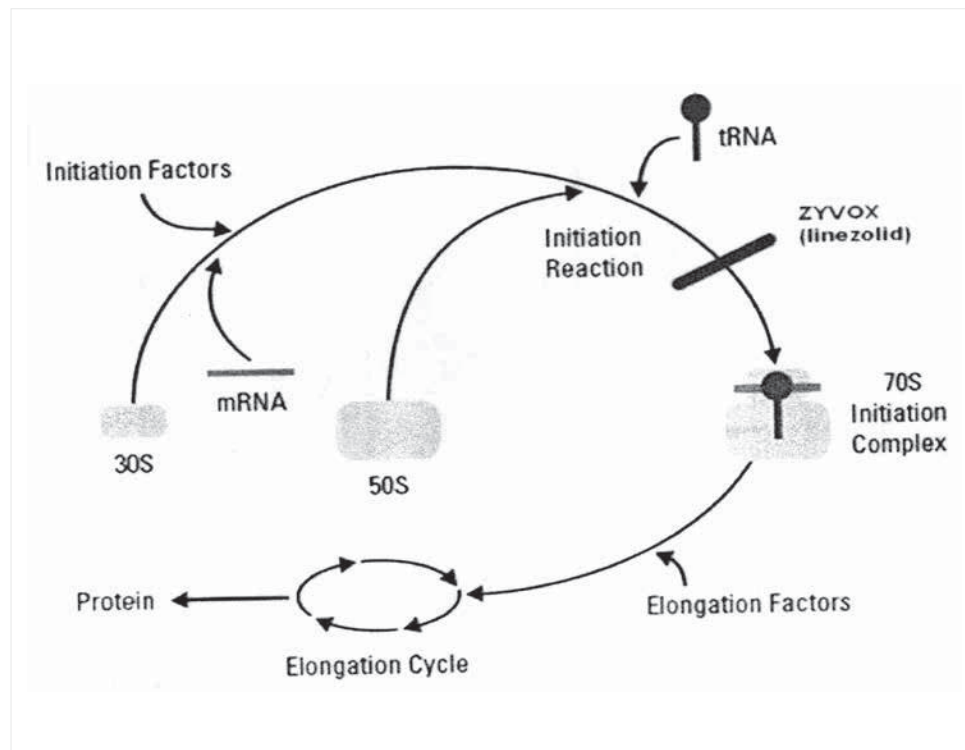 tRNA
Initiation Factors
ZYVOX
(linezolid)
Initiation
Reaction
mRNA
30S
50S
70S
Initiation
Complex
Protein
Elongation Factors
Elongation Cycle